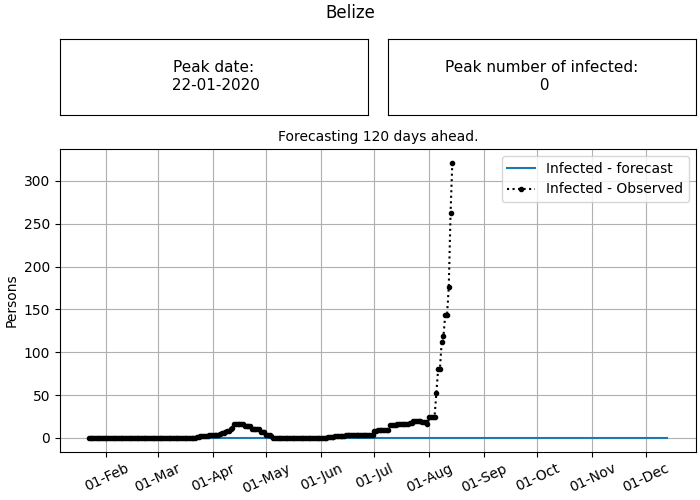 Belize
Peak date:
22-01-2020
Peak number of infected:
0
Forecasting 120 days ahead.
Infected - forecast
Infected - Observed
Persons
300
250
200
150
100
50
0
01-Feb
01-Mar
01-Apr
01-May
01-Jun
01-Jul
01-Aug
01-Sep
01-Oct
01-Nov
01-Dec